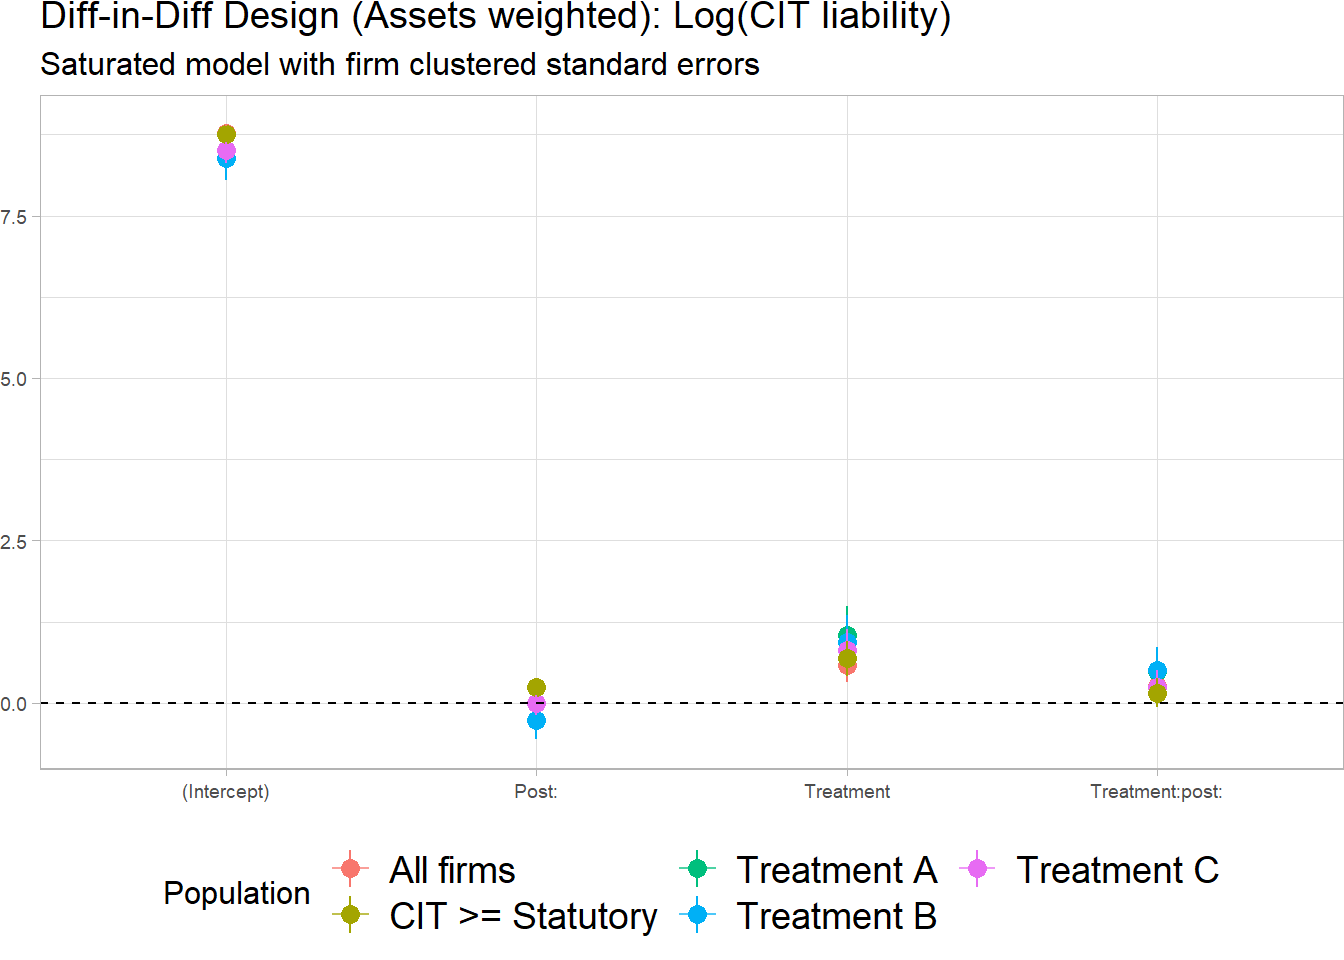 Diff-in-Diff Design (Assets weighted): Log(CIT liability)
Saturated model with firm clustered standard errors
7.5
5.0
2.5
0.0
(Intercept) Post: Treatment Treatment:post:
Population
All firms Treatment A Treatment C
CIT >= Statutory Treatment B